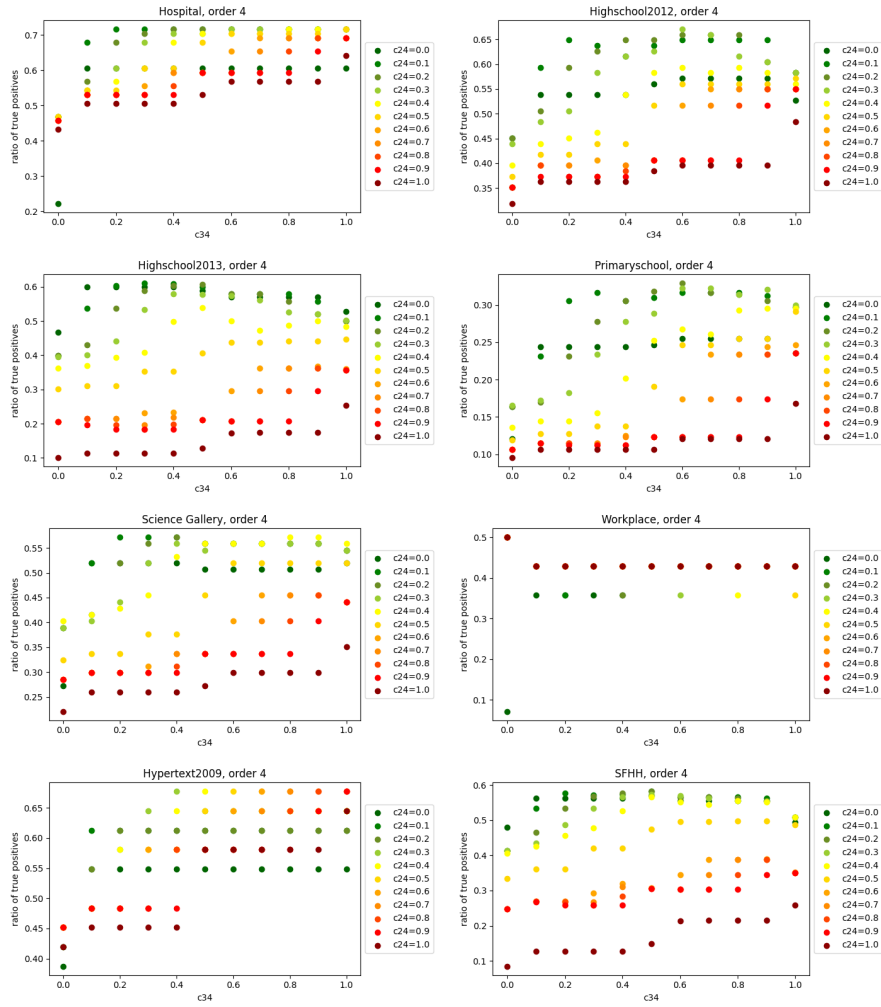 Hospital, order 4
ratio of true positives
0.7
0.6
0.5
0.4
0.3
0.2
0.0
0.2
0.4
0.6
0.8
1.0
c34
c24=0.0
c24=0.1
c24=0.2
c24=0.3
c24=0.4
c24=0.5
c24=0.6
c24=0.7
c24=0.8
c24=0.9
c24=1.0
Highschool2012, order 4
ratio of true positives
0.65
0.60
0.55
0.50
0.45
0.40
0.35
0.0
0.2
0.4
0.6
0.8
1.0
c34
c24=0.0
c24=0.1
c24=0.2
c24=0.3
c24=0.4
c24=0.5
c24=0.6
c24=0.7
c24=0.8
c24=0.9
c24=1.0
Highschool2013, order 4
ratio of true positives
0.6
0.5
0.4
0.3
0.2
0.1
0.0
0.2
0.4
0.6
0.8
1.0
c34
c24=0.0
c24=0.1
c24=0.2
c24=0.3
c24=0.4
c24=0.5
c24=0.6
c24=0.7
c24=0.8
c24=0.9
c24=1.0
Primaryschool, order 4
ratio of true positives
0.30
0.25
0.20
0.15
0.10
0.0
0.2
0.4
0.6
0.8
1.0
c34
c24=0.0
c24=0.1
c24=0.2
c24=0.3
c24=0.4
c24=0.5
c24=0.6
c24=0.7
c24=0.8
c24=0.9
c24=1.0
Science Gallery, order 4
ratio of true positives
0.55
0.50
0.45
0.40
0.35
0.30
0.25
0.0
0.2
0.4
0.6
0.8
1.0
c34
c24=0.0
c24=0.1
c24=0.2
c24=0.3
c24=0.4
c24=0.5
c24=0.6
c24=0.7
c24=0.8
c24=0.9
c24=1.0
Workplace, order 4
ratio of true positives
0.5
0.4
0.3
0.2
0.1
0.0
0.2
0.4
0.6
0.8
1.0
c34
c24=0.0
c24=0.1
c24=0.2
c24=0.3
c24=0.4
c24=0.5
c24=0.6
c24=0.7
c24=0.8
c24=0.9
c24=1.0
Hypertext2009, order 4
ratio of true positives
0.65
0.60
0.55
0.50
0.45
0.40
0.0
0.2
0.4
0.6
0.8
1.0
c34
c24=0.0
c24=0.1
c24=0.2
c24=0.3
c24=0.4
c24=0.5
c24=0.6
c24=0.7
c24=0.8
c24=0.9
c24=1.0
SFHH, order 4
ratio of true positives
0.6
0.5
0.4
0.3
0.2
0.1
0.0
0.2
0.4
0.6
0.8
1.0
c34
c24=0.0
c24=0.1
c24=0.2
c24=0.3
c24=0.4
c24=0.5
c24=0.6
c24=0.7
c24=0.8
c24=0.9
c24=1.0